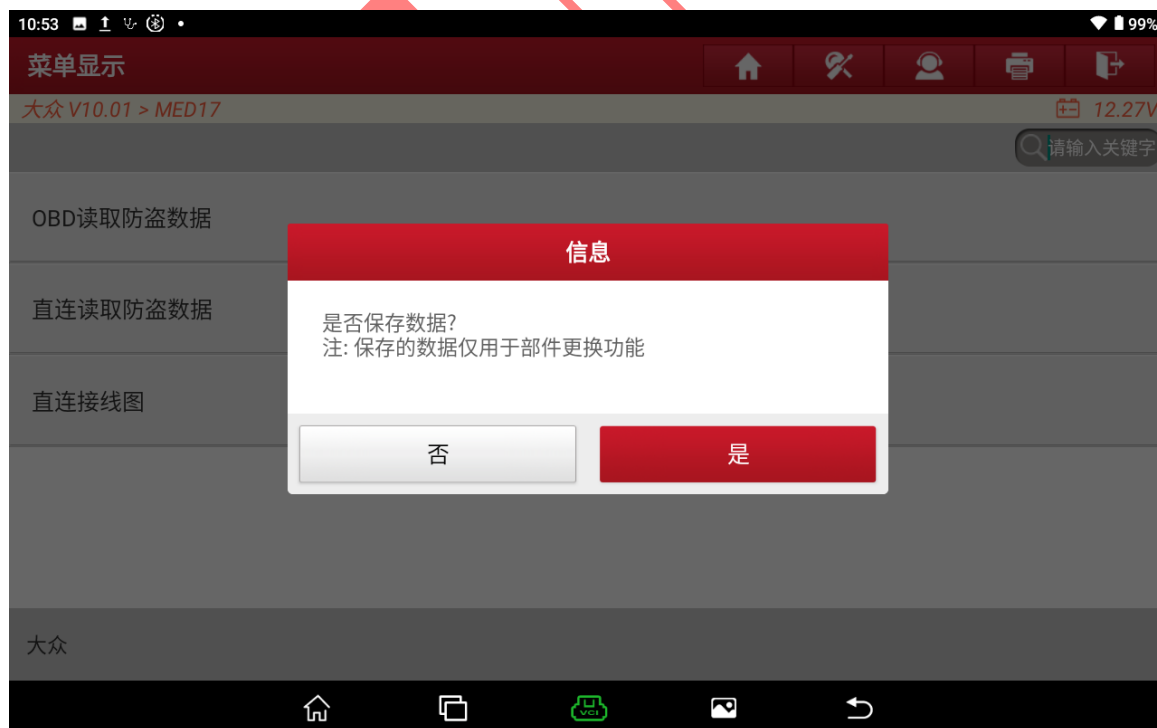 10:53
99%
菜单显示
大众 V10.01 > MED17
12.27V
请输入关键字
OBD读取防盗数据
信息
直连读取防盗数据
是否保存数据?
注: 保存的数据仅用于部件更换功能
直连接线图
否
是
大众
VCI